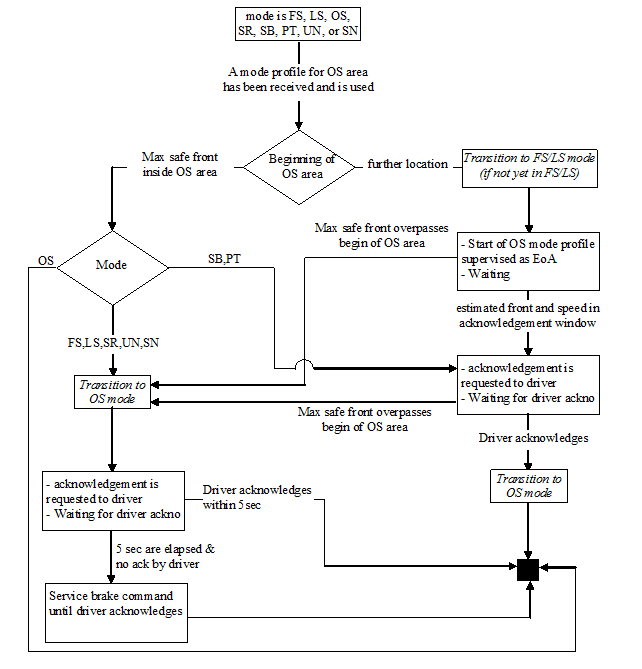 mode is FS, LS, OS,
SR, SB, PT, UN, or SN
A mode profile for OS area
has been received and is used
Beginning of
OS area
Max safe front
inside OS area
further location
Transition to FS/LS mode
(if not yet in FS/LS)
Max safe front overpasses
begin of OS area
- Start of OS mode profile
supervised as EoA
- Waiting
OS
Mode
SB,PT
estimated front and speed in
acknowledgement window
FS,LS,SR,UN,SN
- acknowledgement is
requested to driver
- Waiting for driver ackno
Transition to
OS mode
Max safe front overpasses
begin of OS area
Driver acknowledges
Transition to
OS mode
- acknowledgement is
requested to driver
- Waiting for driver ackno
Driver acknowledges
within 5sec
5 sec are elapsed &
no ack by driver
Service brake command
until driver acknowledges